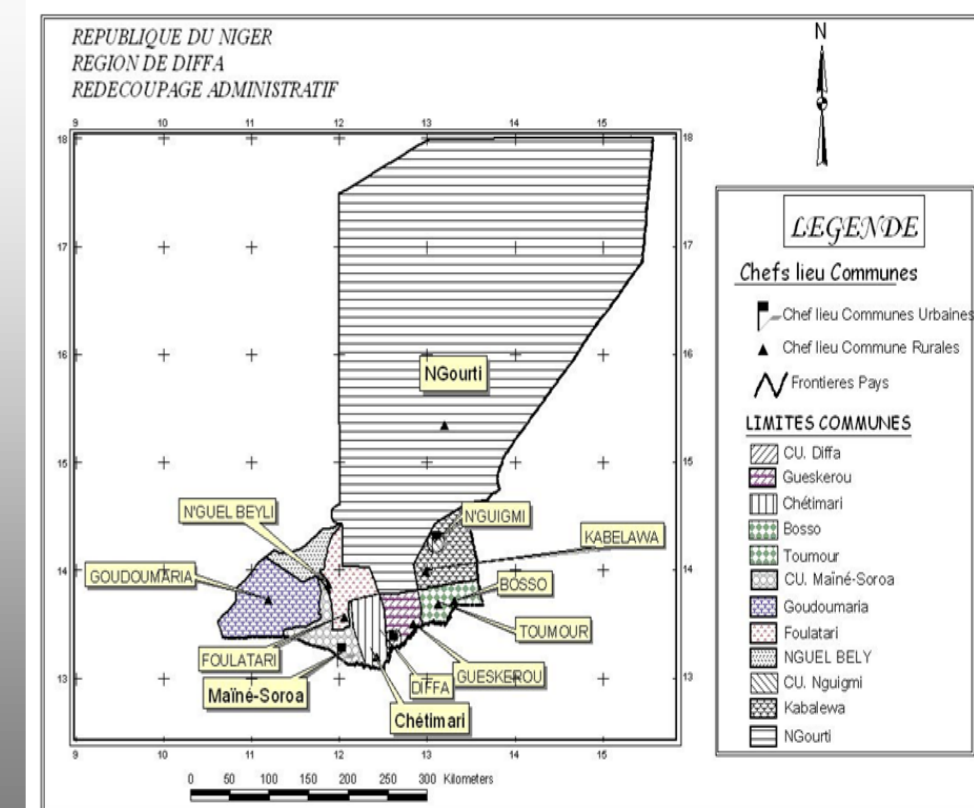 REPUBLIQUE DU NIGER
REGION DE DIFFA
REDECOUPAGE ADMINISTRATIF
N
9 10 11 12 13 14 15
18 18
17 17
16 16
NGourti
15 15
N'GUEL BEYLI
N'GUIGMI
KABELAWA
14 14
GOUDOUMARIA
BOSSO
TOUMOUR
FOULATARI
GUESKEROU
13 13
DIFFA
Maïné-Soroa
Chétimari
9 10 11 12 13 14 15
0 50 100 150 200 250 300 Kilometers
LEGENDE
Chefs lieu Communes
Chef lieu Communes Urbaines
Chef lieu Commune Rurales
Frontieres Pays
LIMITES COMMUNES
CU. Diffa
Gueskerou
Chétimari
Bosso
Toumour
CU. Maïné-Soroa
Goudoumaria
Foulatari
NGUEL BELY
CU. Nguigmi
Kabalewa
NGourti